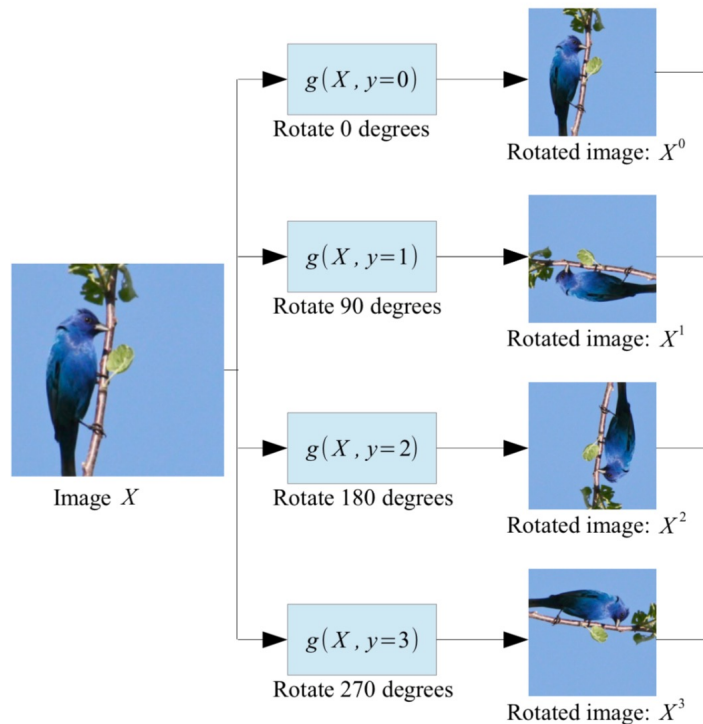 g(X, y=0)
Rotate 0 degrees
Rotated image: X⁰
g(X, y=1)
Rotate 90 degrees
Rotated image: X¹
Image X
g(X, y=2)
Rotate 180 degrees
Rotated image: X²
g(X, y=3)
Rotate 270 degrees
Rotated image: X³